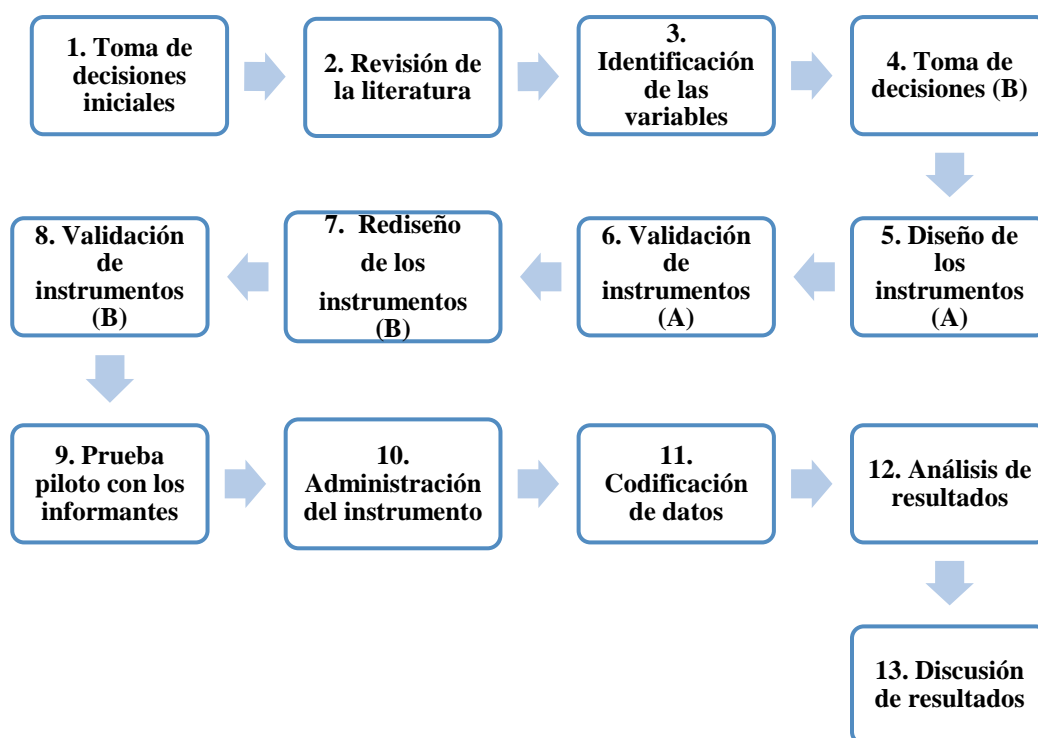 1. Toma de
decisiones
iniciales
2. Revisión de
la literatura
3.
Identificación
de las
variables
4. Toma de
decisiones (B)
5. Diseño de
los
instrumentos
(A)
6. Validación
de
instrumentos
(A)
7. Rediseño
de los
instrumentos
(B)
8. Validación
de
instrumentos
(B)
9. Prueba
piloto con los
informantes
10.
Administración
del instrumento
11.
Codificación
de datos
12. Análisis de
resultados
13. Discusión
de resultados